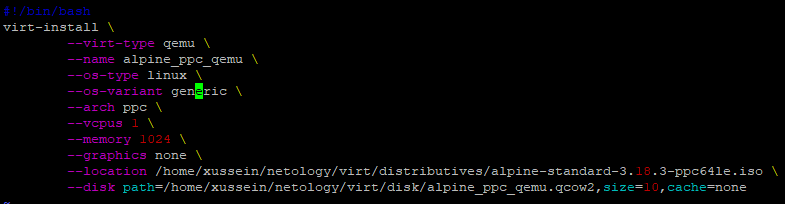 #!/bin/bash
virt-install \
--virt-type qemu \
--name alpine_ppc_qemu \
--os-type linux \
--os-variant generic \
--arch ppc \
--vcpus 1 \
--memory 1024 \
--graphics none \
--location /home/xussein/netology/virt/distributives/alpine-standard-3.18.3-ppc64le.iso \
--disk path=/home/xussein/netology/virt/disk/alpine_ppc_qemu.qcow2,size=10,cache=none
~